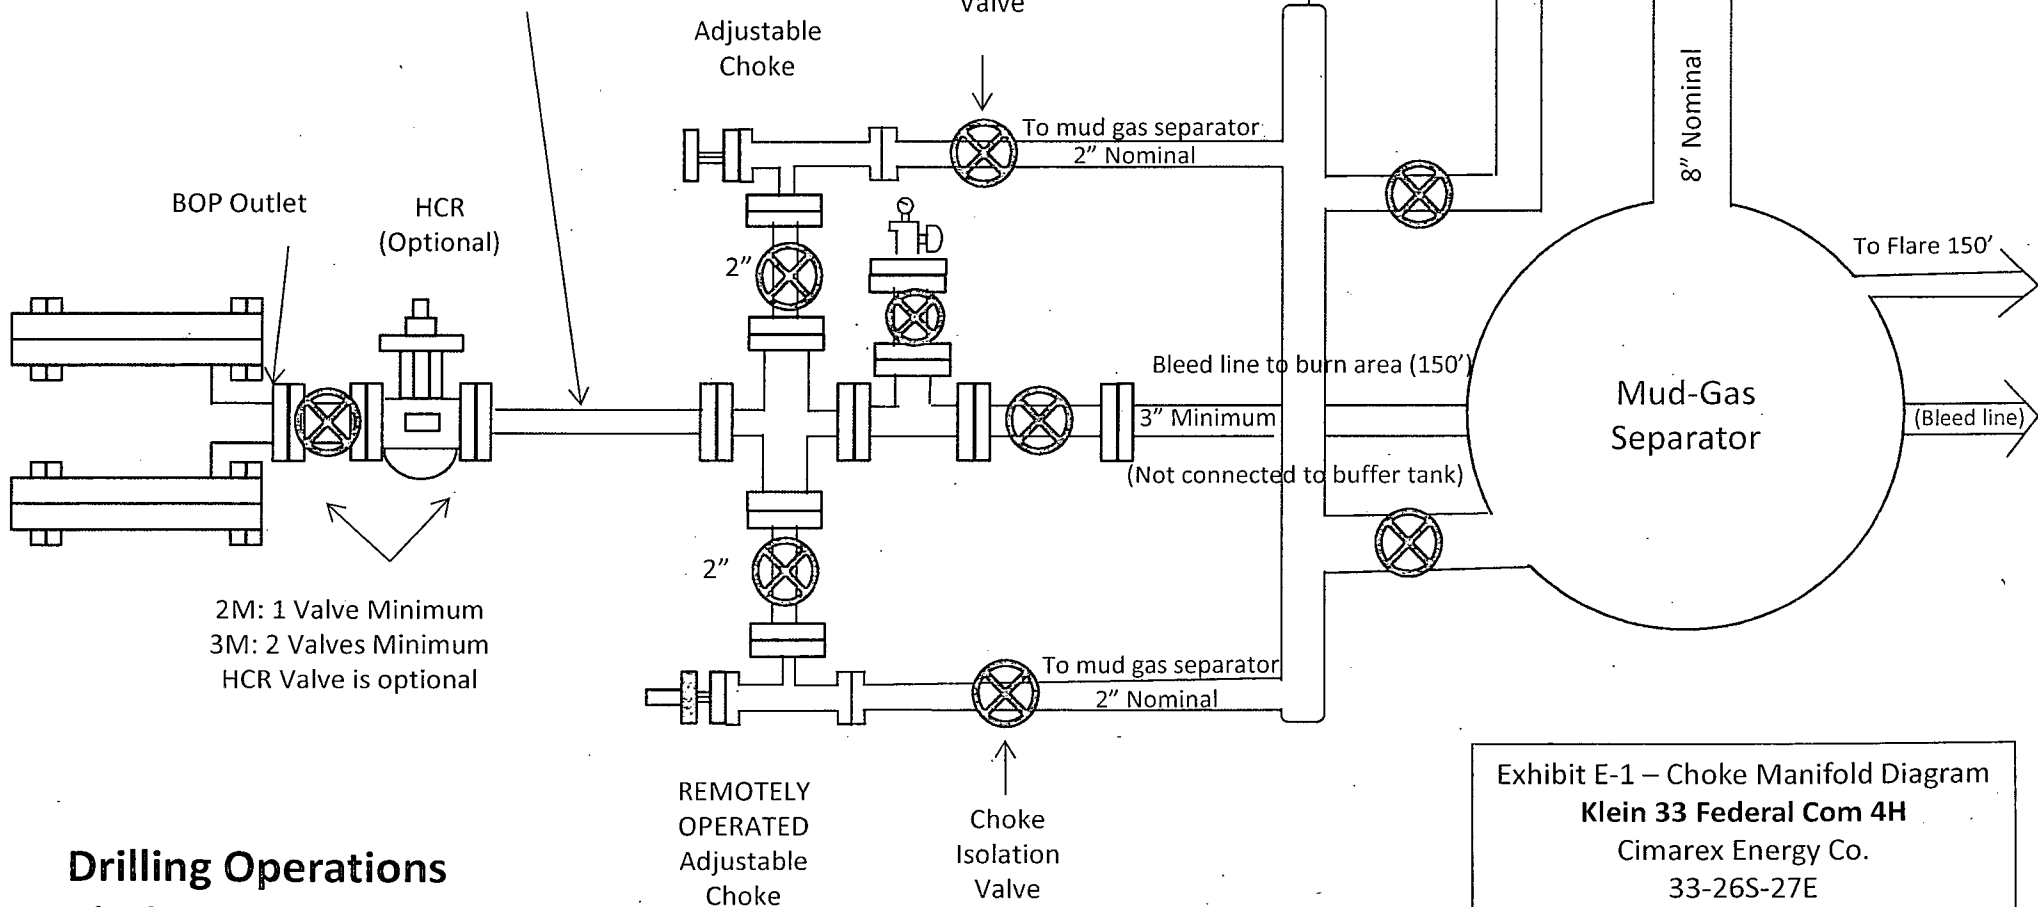 Valve
Adjustable
Choke
8” Nominal
To mud gas separator
2” Nominal
BOP Outlet
HCR
(Optional)
To Flare 150’
2”
Bleed line to burn area (150’)
3” Minimum
(Not connected to buffer tank)
Mud-Gas
Separator
(Bleed line)
2”
2M: 1 Valve Minimum
3M: 2 Valves Minimum
HCR Valve is optional
To mud gas separator
2” Nominal
REMOTELY
OPERATED
Adjustable
Choke
Choke
Isolation
Valve
Exhibit E-1 – Choke Manifold Diagram
Klein 33 Federal Com 4H
Cimarex Energy Co.
33-26S-27E
Drilling Operations